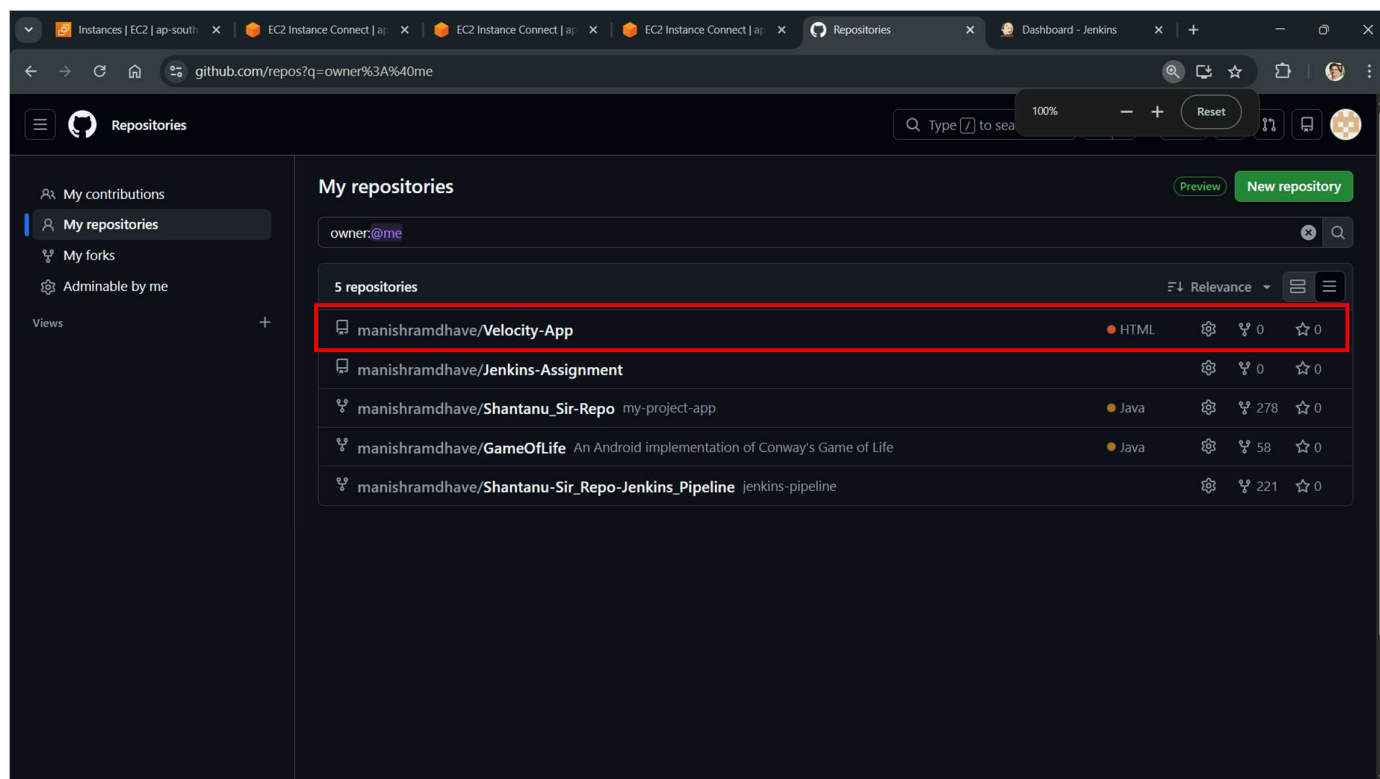 Instances | EC2 | ap-south EC2 Instance Connect | ap EC2 Instance Connect | ap EC2 Instance Connect | ap Repositories Dashboard - Jenkins
github.com/repos?q=owner%3A%40me
100% Reset
Repositories Type / to sea
My contributions
My repositories
My forks
Adminable by me
Views
My repositories Preview New repository
owner:@me
5 repositories Relevance
manishramdhave/Velocity-App HTML 0 0
manishramdhave/Jenkins-Assignment 0 0
manishramdhave/Shantanu_Sir-Repo my-project-app Java 278 0
manishramdhave/GameOfLife An Android implementation of Conway's Game of Life Java 58 0
manishramdhave/Shantanu-Sir_Repo-Jenkins_Pipeline jenkins-pipeline 221 0